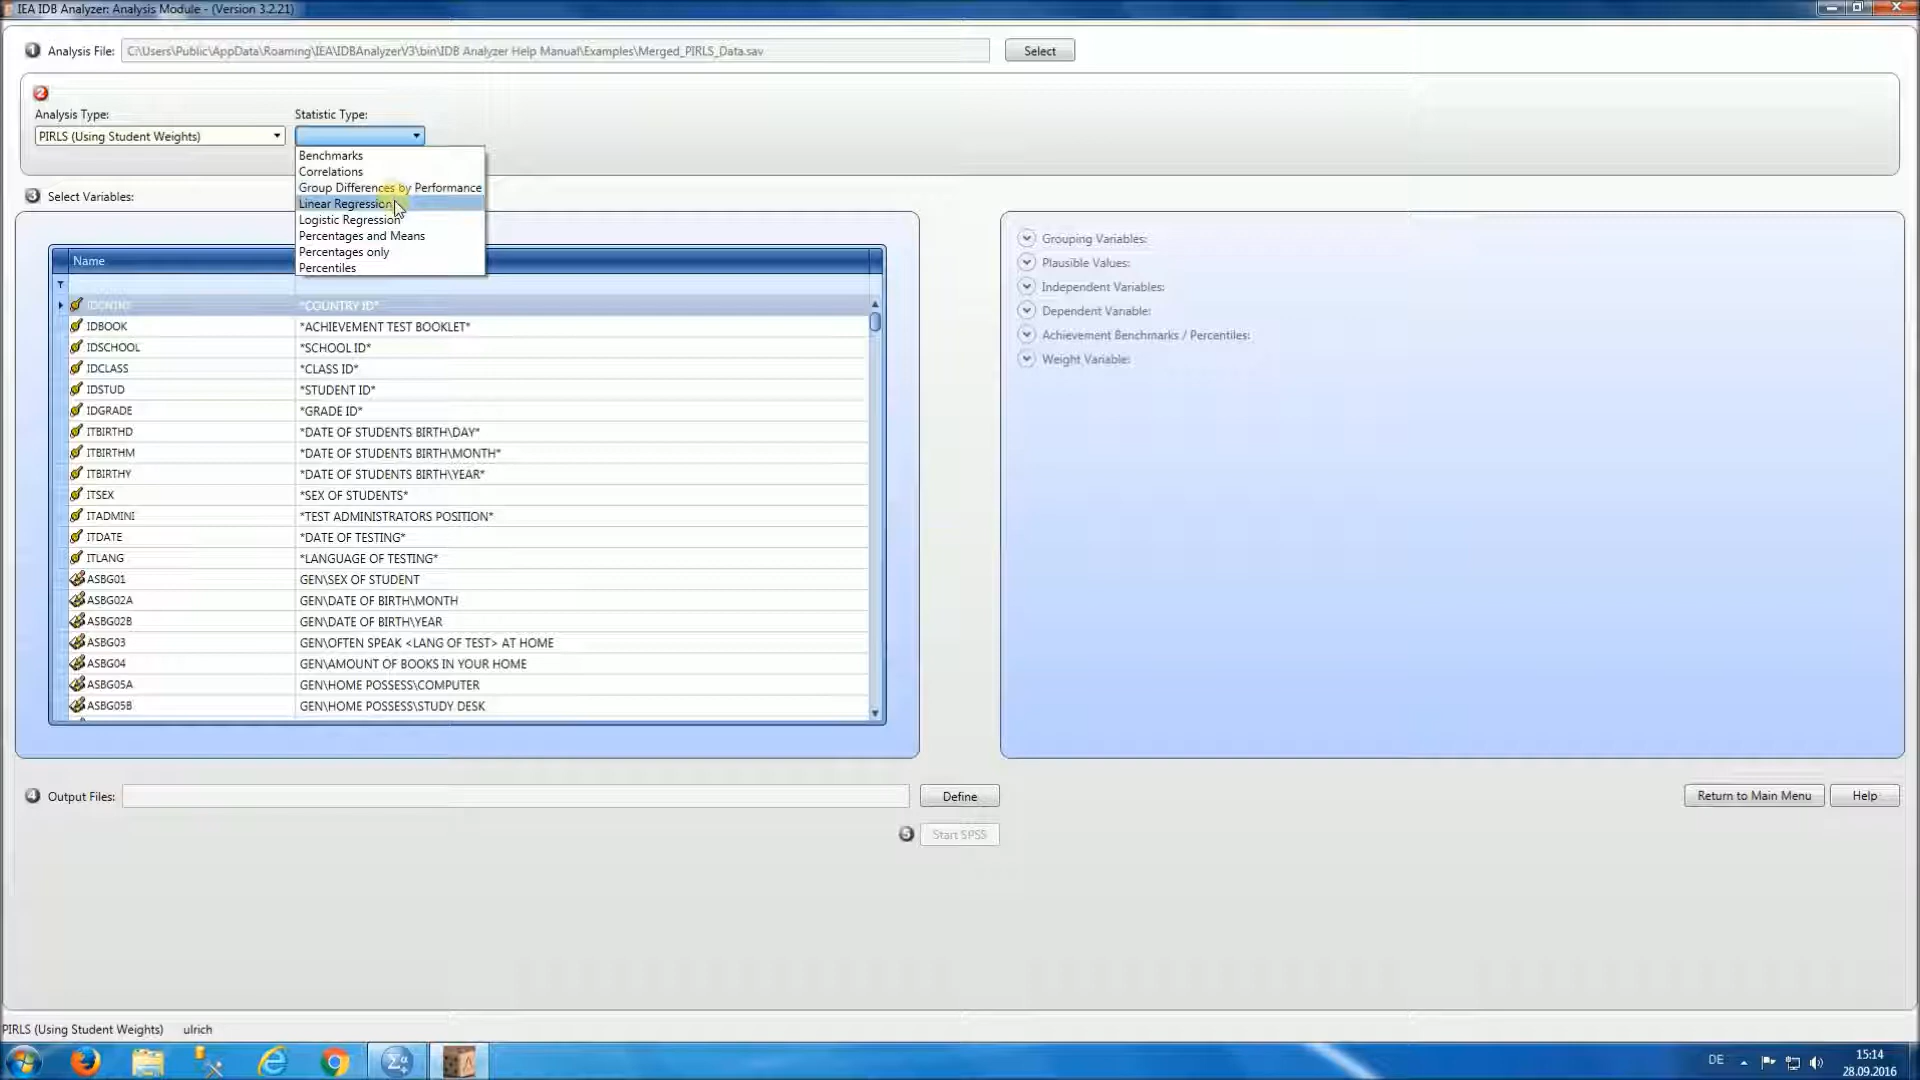 IEA IDB Analyzer: Analysis Module - (Version 3.2.21)
1 Analysis File: C:\Users\Public\AppData\Roaming\IEA\IDBAnalyzerV3\bin\IDB Analyzer Help Manual\Examples\Merged_PIRLS_Data.sav Select
2
Analysis Type: Statistic Type:
PIRLS (Using Student Weights)
Benchmarks
Correlations
Group Differences by Performance
Linear Regression
Logistic Regression
Percentages and Means
Percentages only
Percentiles
3 Select Variables:
Name
IDCNTRY *COUNTRY ID*
IDBOOK *ACHIEVEMENT TEST BOOKLET*
IDSCHOOL *SCHOOL ID*
IDCLASS *CLASS ID*
IDSTUD *STUDENT ID*
IDGRADE *GRADE ID*
ITBIRTHD *DATE OF STUDENTS BIRTH\DAY*
ITBIRTHM *DATE OF STUDENTS BIRTH\MONTH*
ITBIRTHY *DATE OF STUDENTS BIRTH\YEAR*
ITSEX *SEX OF STUDENTS*
ITADMINI *TEST ADMINISTRATORS POSITION*
ITDATE *DATE OF TESTING*
ITLANG *LANGUAGE OF TESTING*
ASBG01 GEN\SEX OF STUDENT
ASBG02A GEN\DATE OF BIRTH\MONTH
ASBG02B GEN\DATE OF BIRTH\YEAR
ASBG03 GEN\OFTEN SPEAK <LANG OF TEST> AT HOME
ASBG04 GEN\AMOUNT OF BOOKS IN YOUR HOME
ASBG05A GEN\HOME POSSESS\COMPUTER
ASBG05B GEN\HOME POSSESS\STUDY DESK
Grouping Variables:
Plausible Values:
Independent Variables:
Dependent Variable:
Achievement Benchmarks / Percentiles:
Weight Variable:
4 Output Files: Define
Return to Main Menu Help
5 Start SPSS
PIRLS (Using Student Weights) ulrich
DE
15:14
28.09.2016